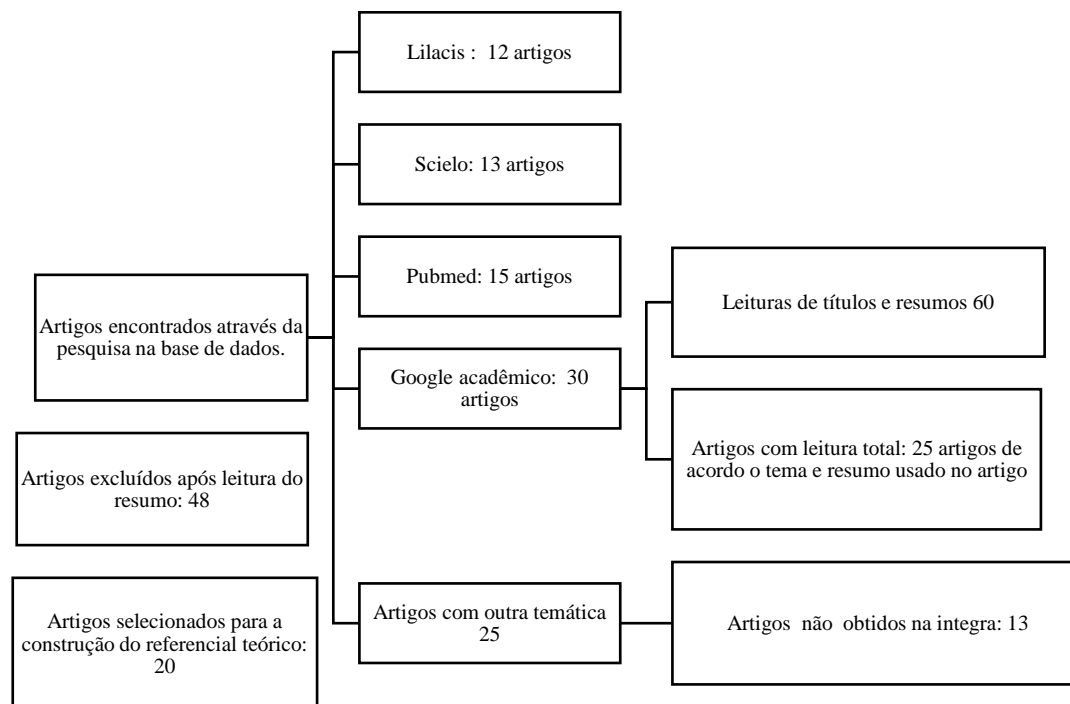 Lilacis : 12 artigos
Scielo: 13 artigos
Pubmed: 15 artigos
Artigos encontrados através da
pesquisa na base de dados.
Google acadêmico: 30
artigos
Leituras de títulos e resumos 60
Artigos com leitura total: 25 artigos de
acordo o tema e resumo usado no artigo
Artigos excluídos após leitura do
resumo: 48
Artigos selecionados para a
construção do referencial teórico:
20
Artigos com outra temática
25
Artigos não obtidos na integra: 13